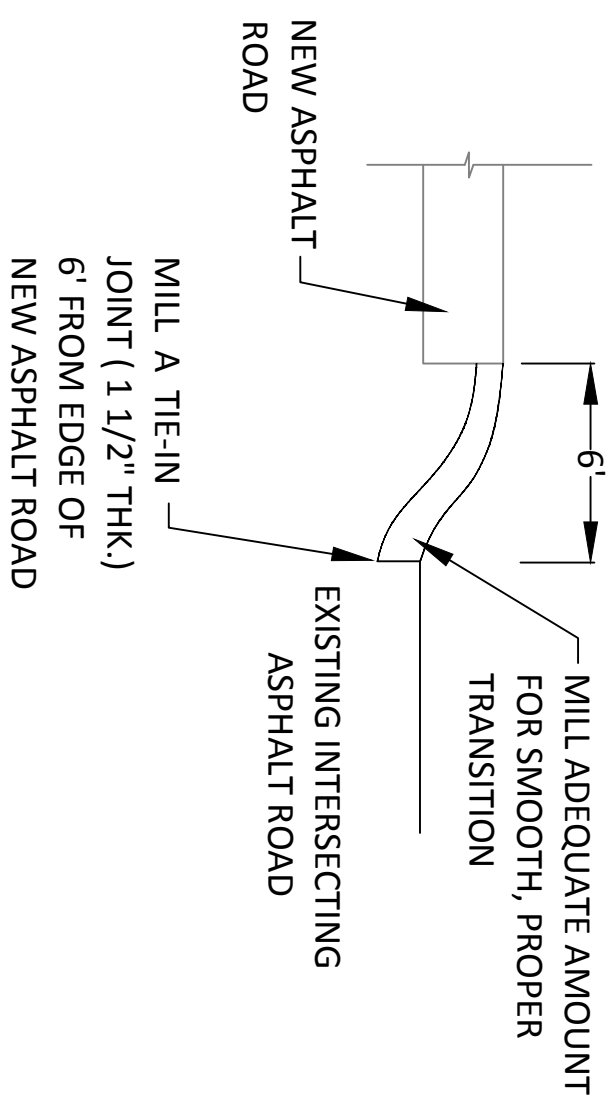 6'
MILL ADEQUATE AMOUNT
FOR SMOOTH, PROPER
TRANSITION
NEW ASPHALT
ROAD
EXISTING INTERSECTING
ASPHALT ROAD
MILL A TIE-IN
JOINT ( 1 1/2" THK.)
6' FROM EDGE OF
NEW ASPHALT ROAD